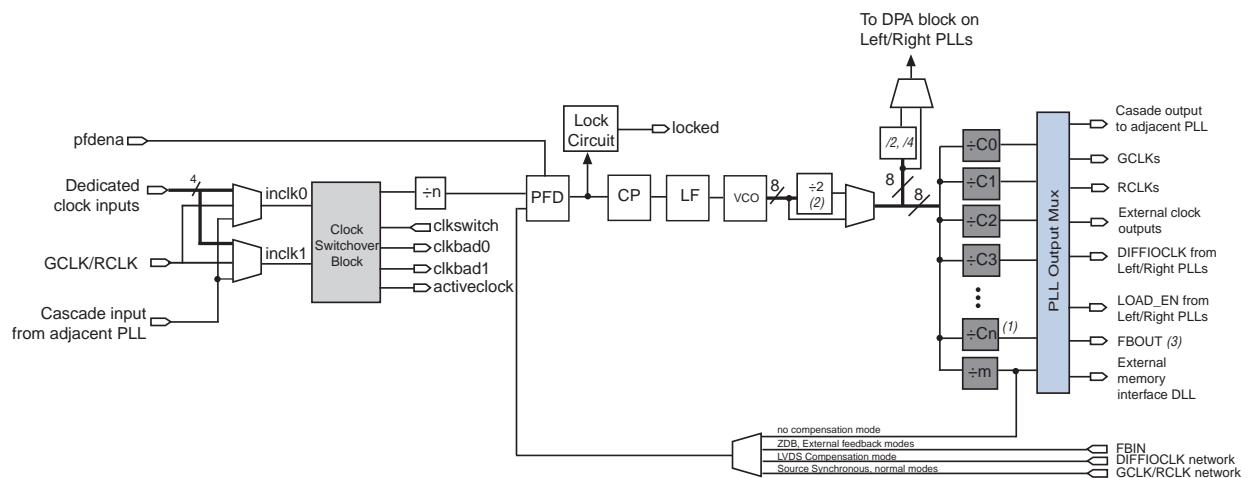 To DPA block on
Left/Right PLLs
pfdena
Lock
Circuit
locked
/2, /4
Casade output
to adjacent PLL
÷C0
GCLKs
Dedicated
clock inputs
4
inclk0
÷n
PFD
CP
LF
VCO
8
÷2
(2)
8
8
÷C1
RCLKs
÷C2
External clock
outputs
Clock
Switchover
Block
clkswitch
clkbad0
clkbad1
activeclock
GCLK/RCLK
inclk1
÷C3
DIFFIOCLK from
Left/Right PLLs
PLL Output Mux
Cascade input
from adjacent PLL
LOAD_EN from
Left/Right PLLs
÷Cn
(1)
FBOUT (3)
÷m
External
memory
interface DLL
no compensation mode
ZDB, External feedback modes
FBIN
LVDS Compensation mode
DIFFIOCLK network
Source Synchronous, normal modes
GCLK/RCLK network